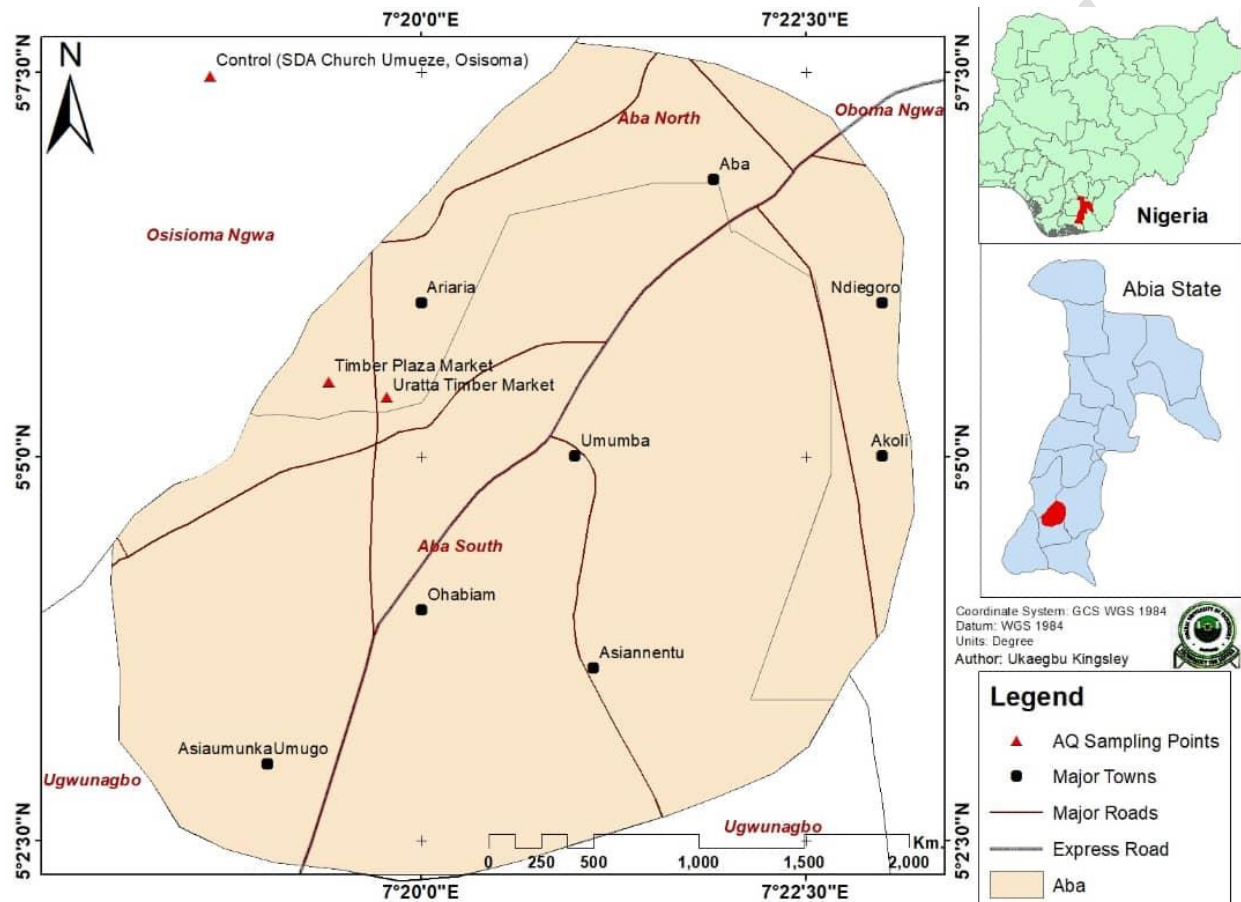 7°20'0"E
7°22'30"E
N
Control (SDA Church Umueze, Osisoma)
5°7'30"N
5°7'30"N
Aba North
Oboma Ngwa
Aba
Osisioma Ngwa
Ariaria
Ndiegoro
Timber Plaza Market
Uratta Timber Market
Umumba
Akoli
5°5'0"N
5°5'0"N
Aba South
Ohabiam
Asiannentu
AsiaumunkaUmugo
Ugwunagbo
Ugwunagbo
5°2'30"N
5°2'30"N
Km.
0 250 500 1,000 1,500 2,000
7°20'0"E
7°22'30"E
Nigeria
Abia State
Coordinate System: GCS WGS 1984
Datum: WGS 1984
Units: Degree
Author: Ukaegbu Kingsley
Legend
AQ Sampling Points
Major Towns
Major Roads
Express Road
Aba